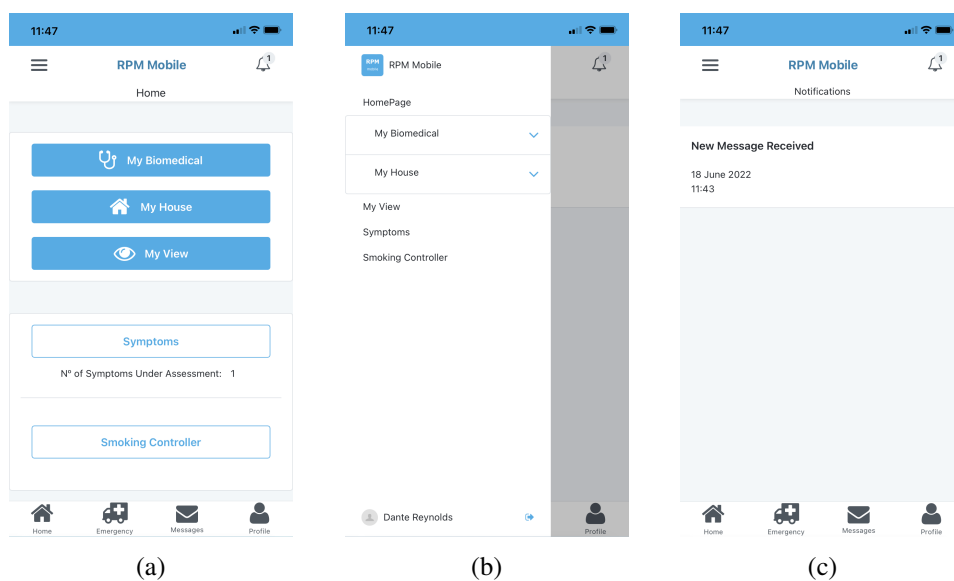 11:47
1
RPM Mobile
Home
My Biomedical
My House
My View
Symptoms
Nº of Symptoms Under Assessment: 1
Smoking Controller
Home Emergency Messages Profile
(a)
11:47
RPM
RPM Mobile
1
HomePage
My Biomedical
My House
My View
Symptoms
Smoking Controller
Dante Reynolds
Profile
(b)
11:47
1
RPM Mobile
Notifications
New Message Received
18 June 2022
11:43
Home Emergency Messages Profile
(c)